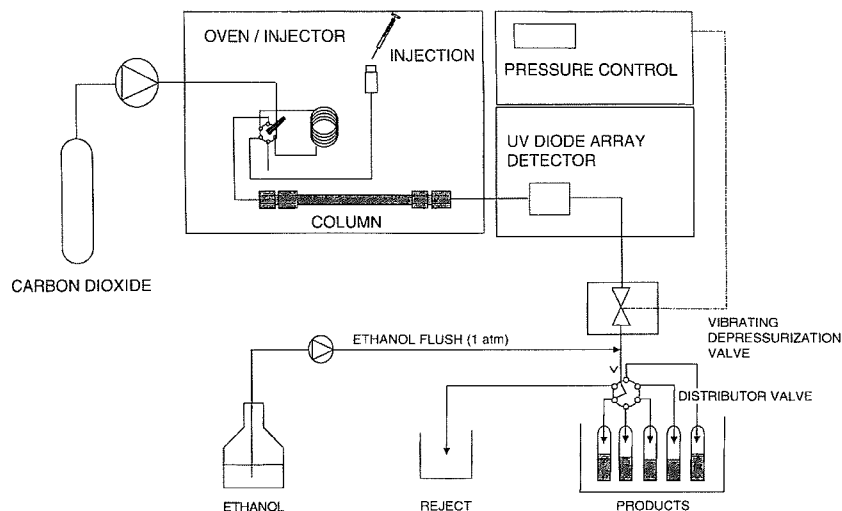 OVEN / INJECTOR
INJECTION
PRESSURE CONTROL
UV DIODE ARRAY
DETECTOR
COLUMN
CARBON DIOXIDE
VIBRATING
DEPRESSURIZATION
VALVE
ETHANOL FLUSH (1 atm)
DISTRIBUTOR VALVE
ETHANOL
REJECT
PRODUCTS